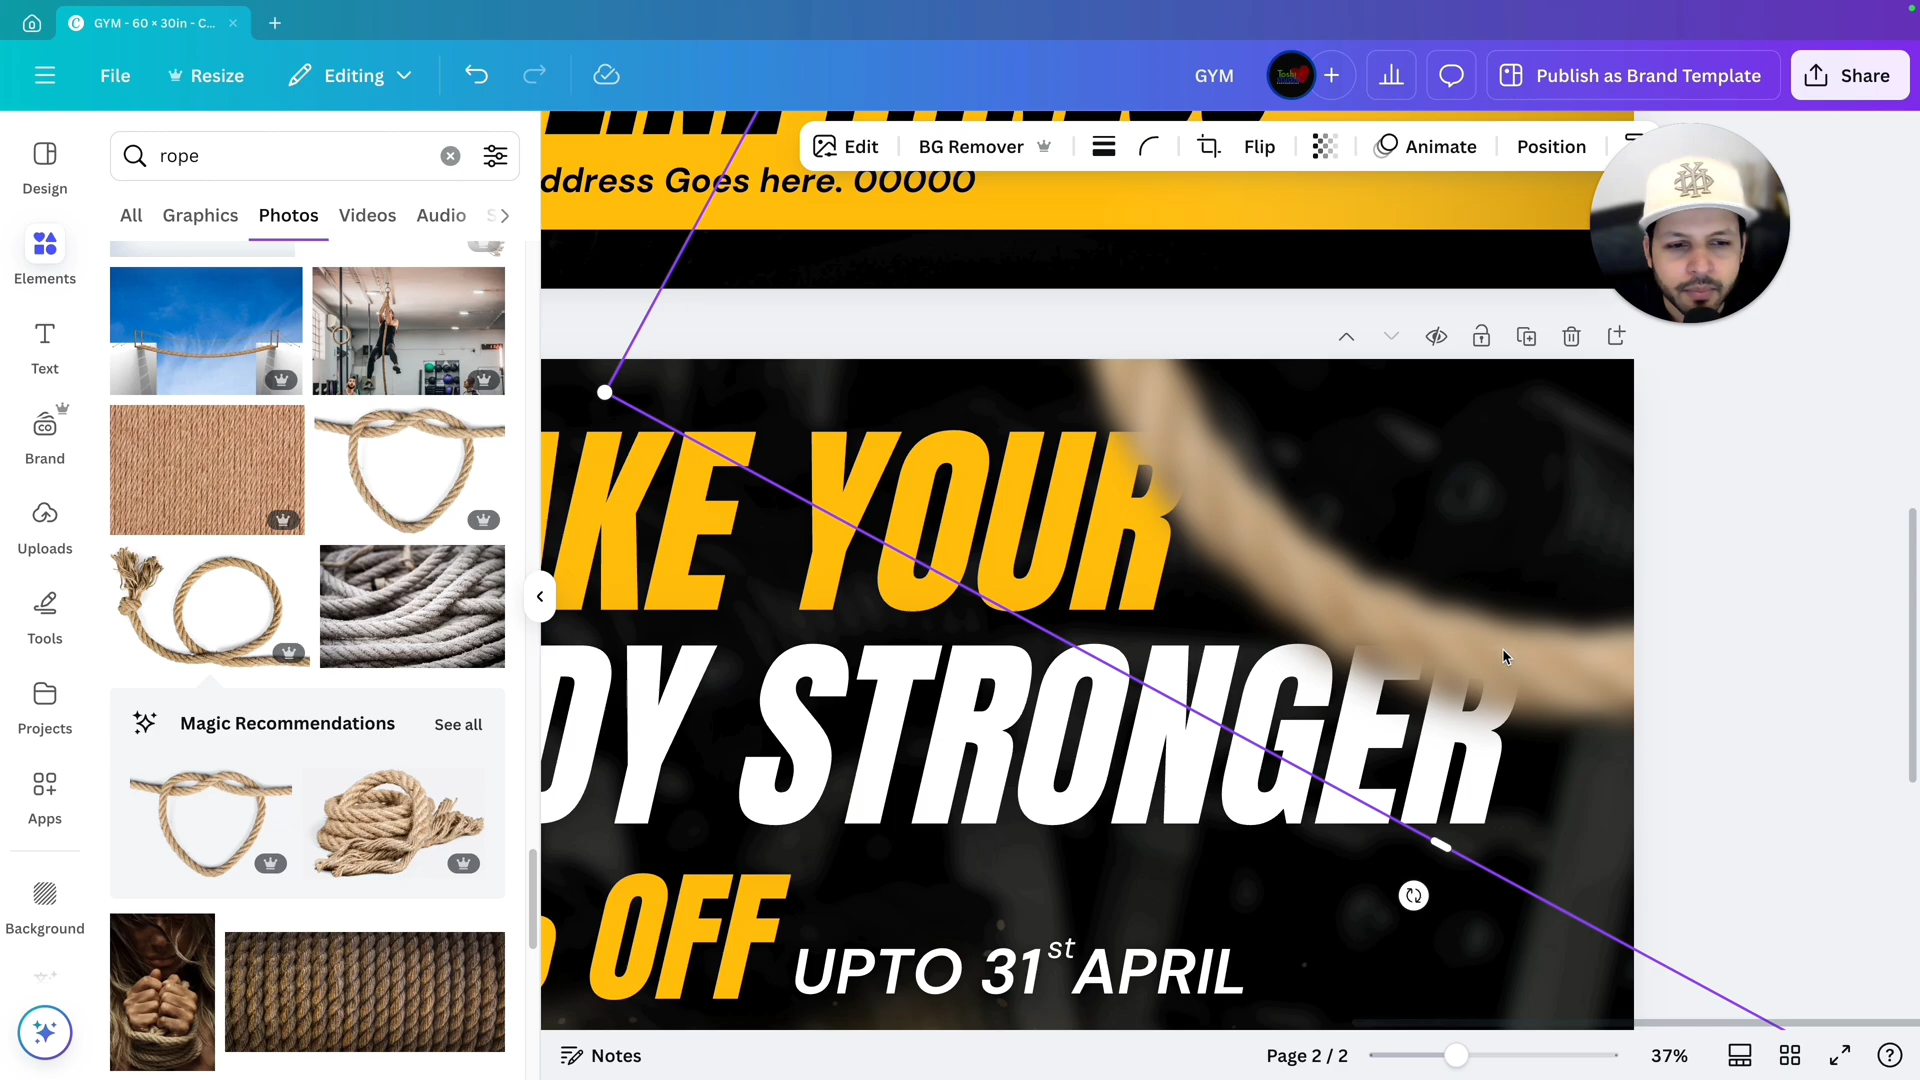 GYM - 60 × 30in - C...
File
Resize
Editing
GYM
Toshi
Publish as Brand Template
Share
Design
Elements
Text
Brand
Uploads
Tools
Projects
Apps
Background
rope
All
Graphics
Photos
Videos
Audio
Magic Recommendations
See all
Edit
BG Remover
Flip
Animate
Position
ddress Goes here. 00000
AKE YOUR
DY STRONGER
OFF
UPTO 31st APRIL
Notes
Page 2 / 2
37%